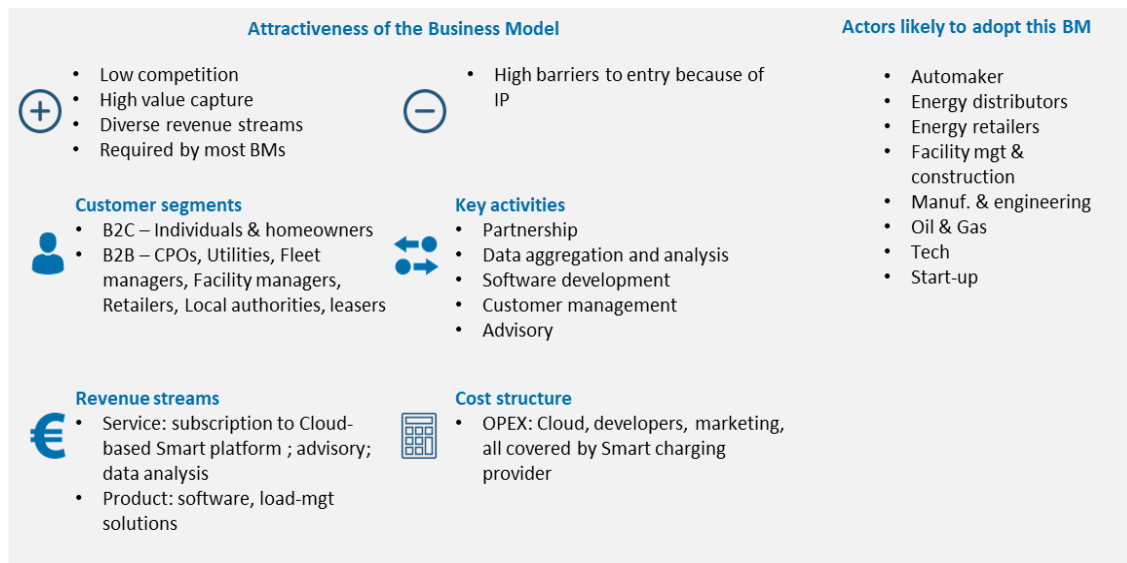 Attractiveness of the Business Model
• Low competition
• High value capture
• Diverse revenue streams
• Required by most BMs
• High barriers to entry because of
IP
Customer segments
• B2C – Individuals & homeowners
• B2B – CPOs, Utilities, Fleet
managers, Facility managers,
Retailers, Local authorities, leasers
Key activities
• Partnership
• Data aggregation and analysis
• Software development
• Customer management
• Advisory
Revenue streams
• Service: subscription to Cloud-
based Smart platform ; advisory;
data analysis
• Product: software, load-mgt
solutions
Cost structure
• OPEX: Cloud, developers, marketing,
all covered by Smart charging
provider
Actors likely to adopt this BM
• Automaker
• Energy distributors
• Energy retailers
• Facility mgt &
construction
• Manuf. & engineering
• Oil & Gas
• Tech
• Start-up